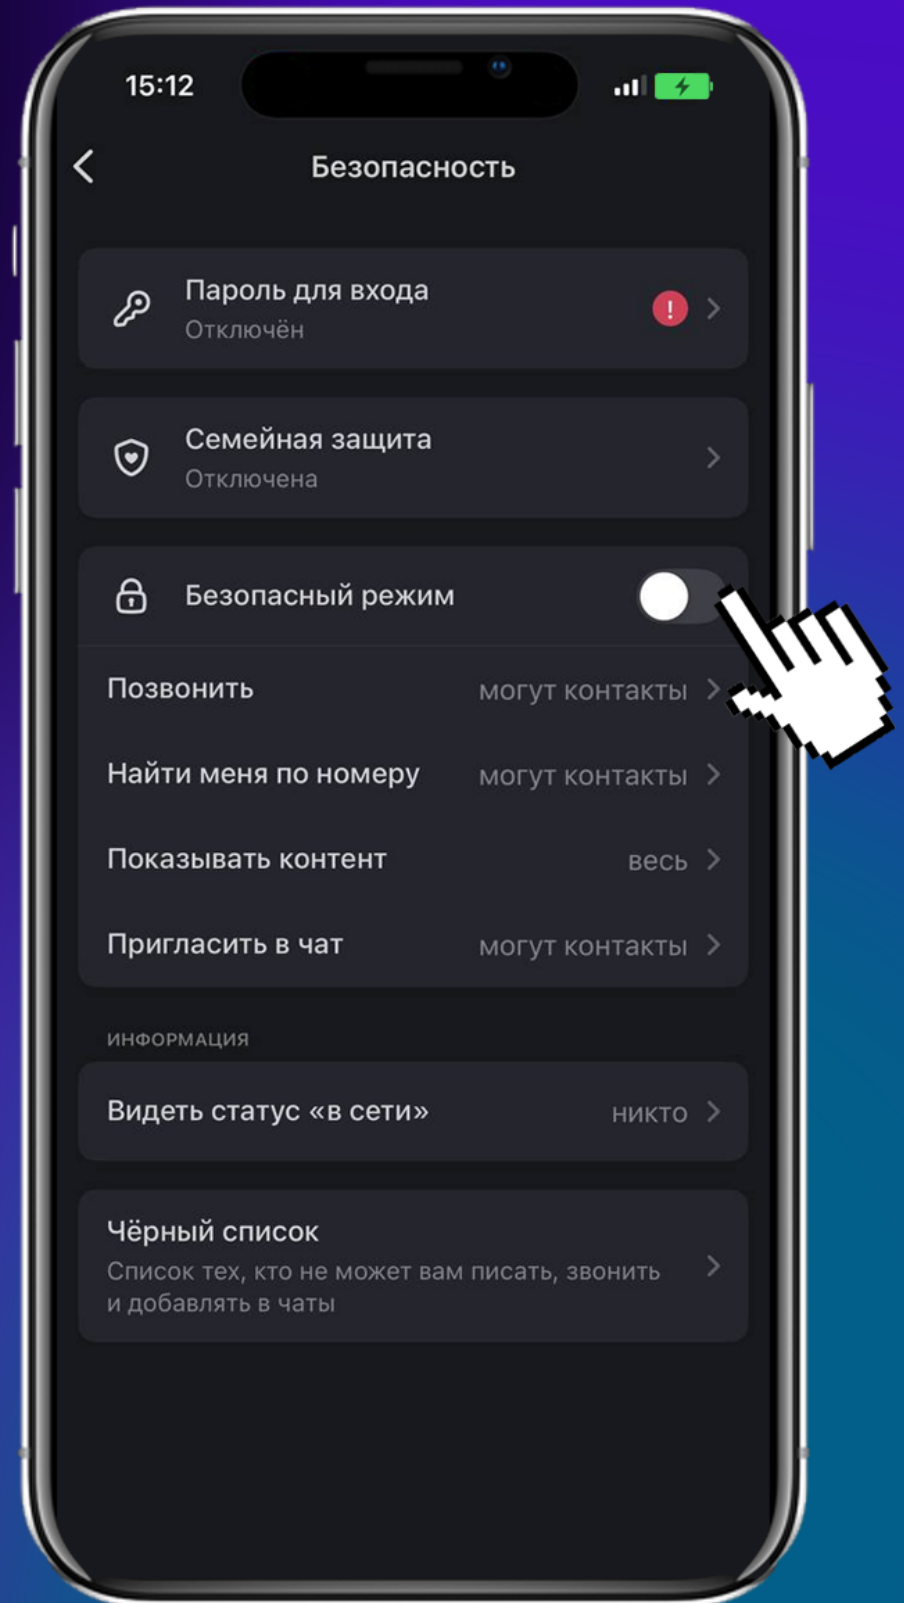 15:12
Безопасность
Пароль для входа
Отключён
!
Семейная защита
Отключена
Безопасный режим
Позвонить могут контакты
Найти меня по номеру могут контакты
Показывать контент весь
Пригласить в чат могут контакты
ИНФОРМАЦИЯ
Видеть статус «в сети» никто
Чёрный список
Список тех, кто не может вам писать, звонить
и добавлять в чаты